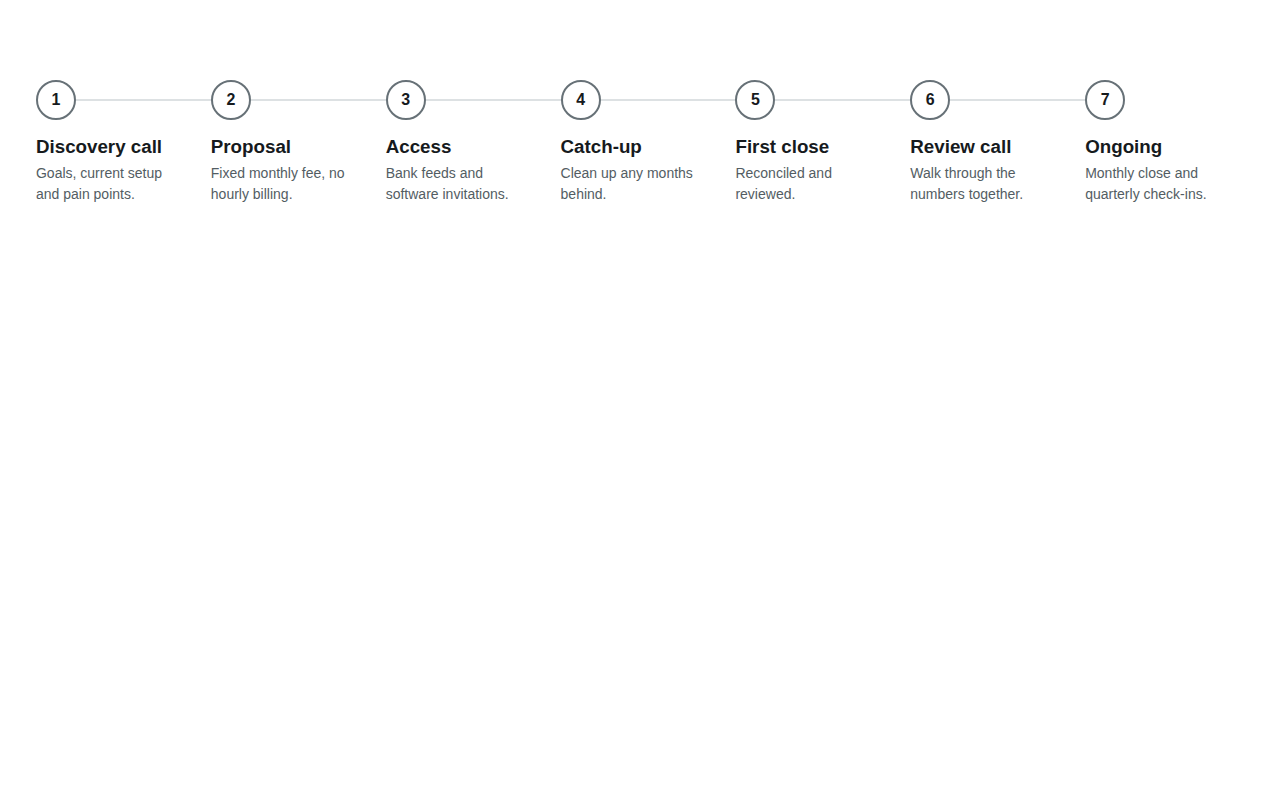 1
2
3
4
5
6
7
Discovery call
Goals, current setup
and pain points.
Proposal
Fixed monthly fee, no
hourly billing.
Access
Bank feeds and
software invitations.
Catch-up
Clean up any months
behind.
First close
Reconciled and
reviewed.
Review call
Walk through the
numbers together.
Ongoing
Monthly close and
quarterly check-ins.